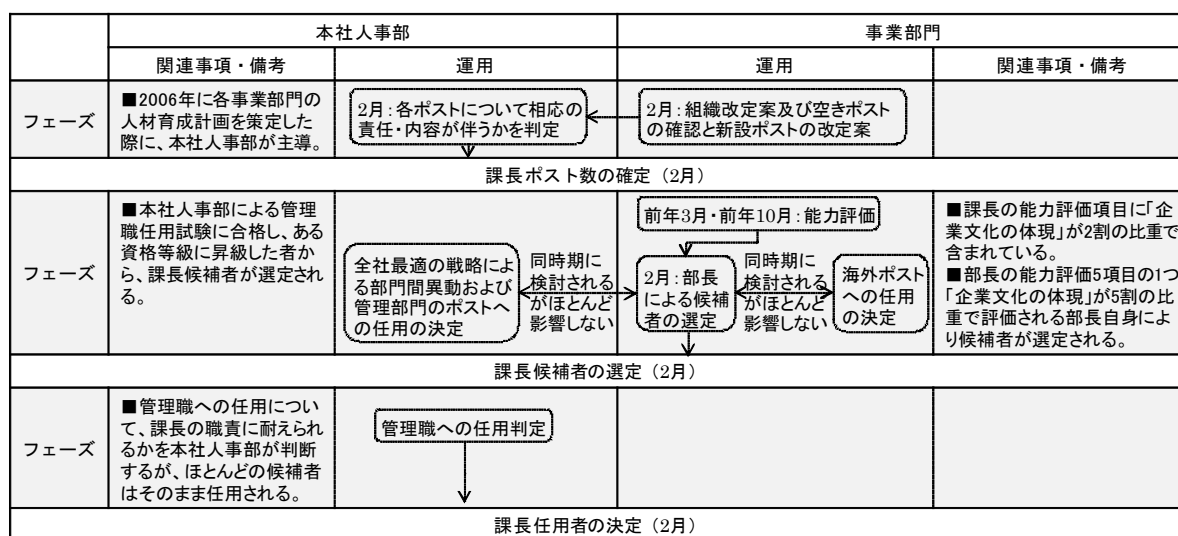 本社人事部
事業部門
関連事項・備考
運用
運用
関連事項・備考
フェーズ
■2006年に各事業部門の
人材育成計画を策定した
際に、本社人事部が主導。
2月：各ポストについて相応の
責任・内容が伴うかを判定
2月：組織改定案及び空きポスト
の確認と新設ポストの改定案
課長ポスト数の確定（2月）
フェーズ
■本社人事部による管理
職任用試験に合格し、ある
資格等級に昇級した者か
ら、課長候補者が選定され
る。
全社最適の戦略によ
る部門間異動および
管理部門のポストへ
の任用の決定
同時期に
検討される
がほとんど
影響しない
前年3月・前年10月：能力評価
2月：部長
による候補
者の選定
同時期に
検討される
がほとんど
影響しない
海外ポスト
への任用
の決定
■課長の能力評価項目に「企
業文化の体現」が2割の比重で
含まれている。
■部長の能力評価5項目の1つ
「企業文化の体現」が5割の比
重で評価される部長自身によ
り候補者が選定される。
課長候補者の選定（2月）
フェーズ
■管理職への任用につい
て、課長の職責に耐えられ
るかを本社人事部が判断
するが、ほとんどの候補者
はそのまま任用される。
管理職への任用判定
課長任用者の決定（2月）